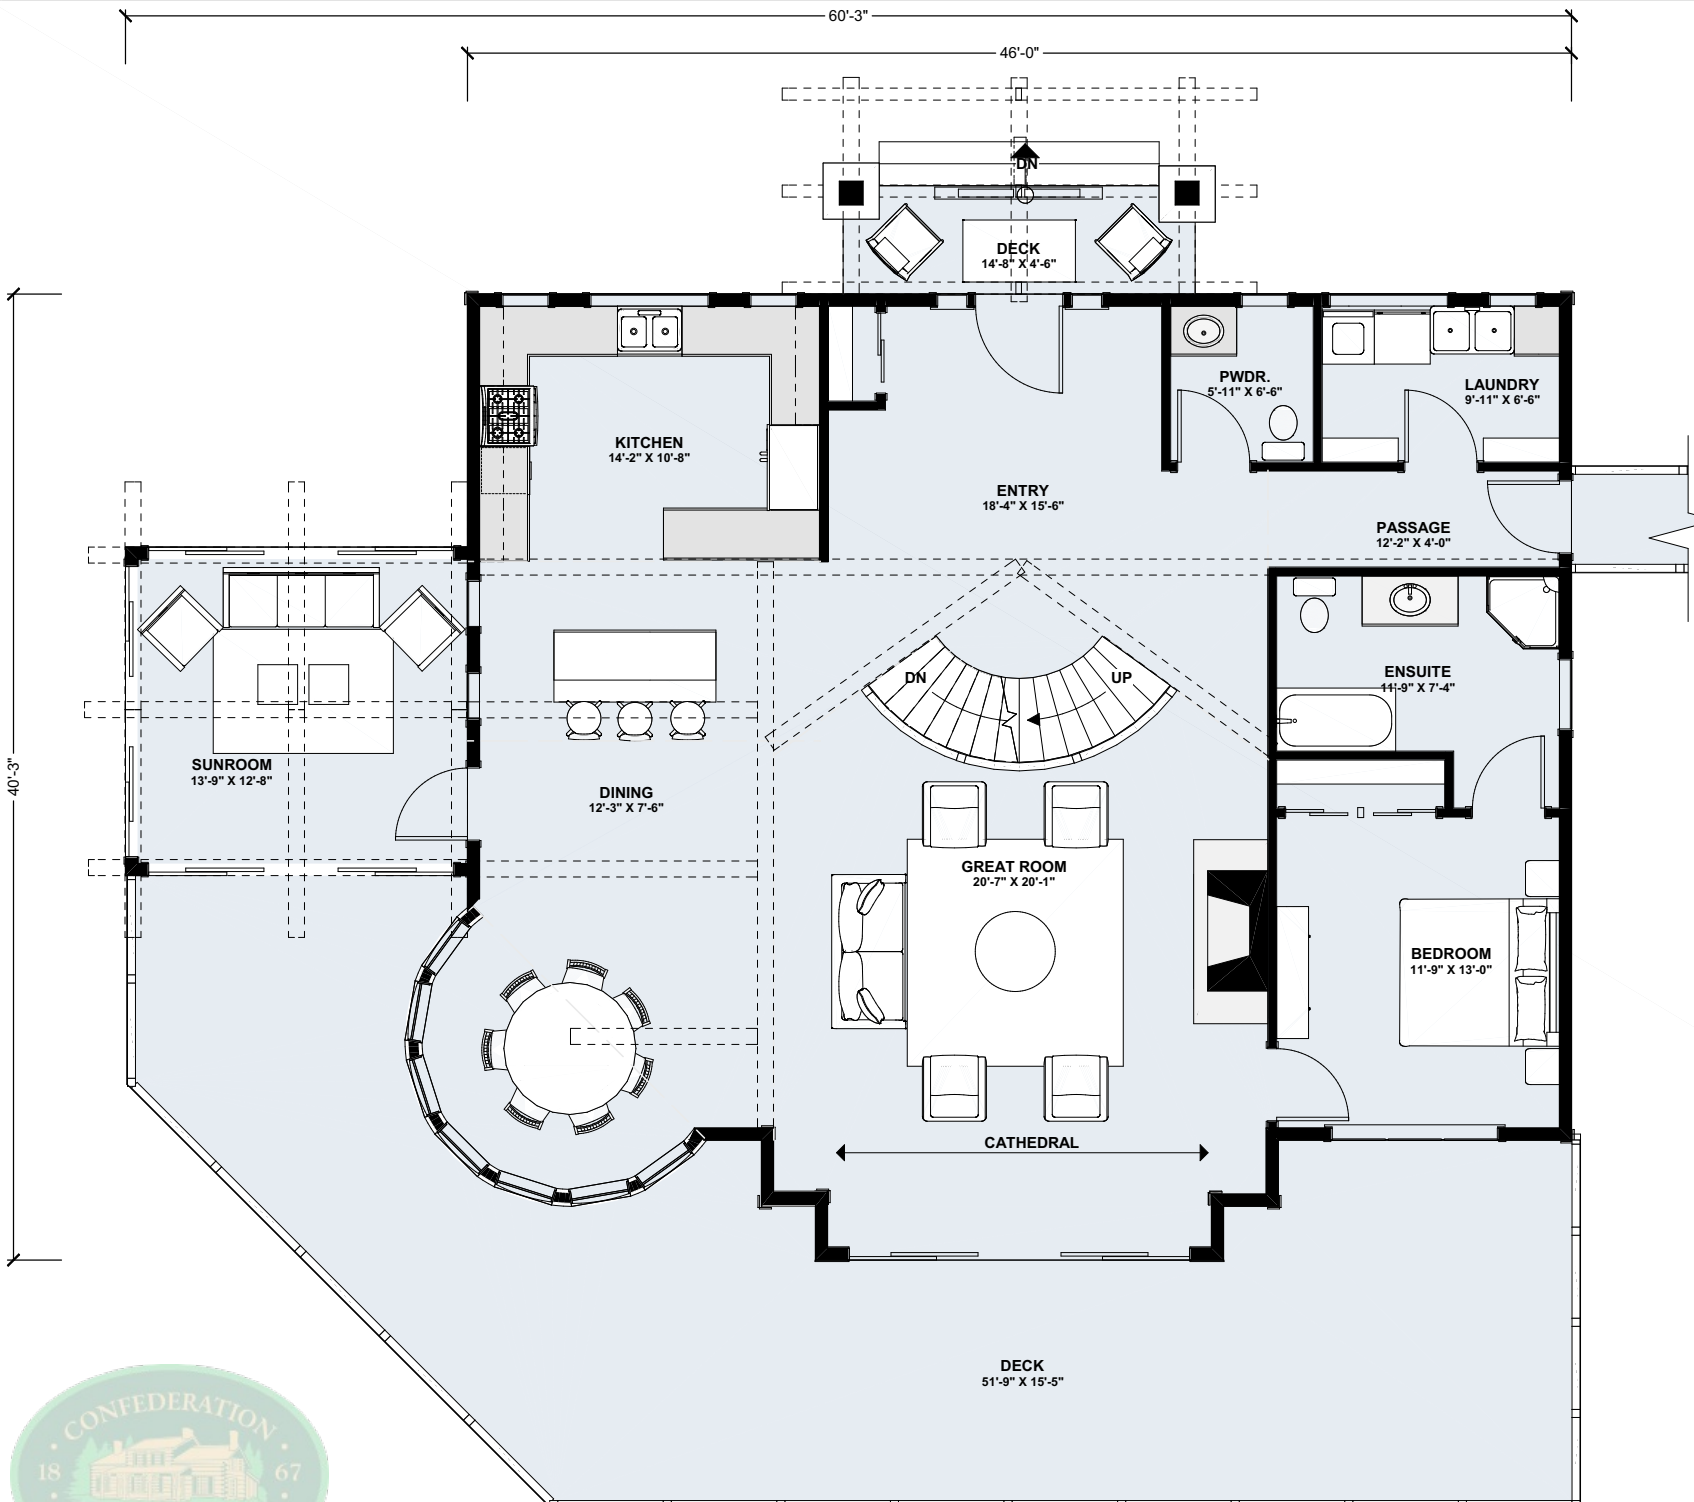 60'-3"
46'-0"
DN
DECK
14'-8" X 4'-6"
PWDR.
5'-11" X 6'-6"
LAUNDRY
9'-11" X 6'-6"
KITCHEN
14'-2" X 10'-8"
ENTRY
18'-4" X 15'-6"
PASSAGE
12'-2" X 4'-0"
DN
UP
ENSUITE
11'-9" X 7'-4"
SUNROOM
13'-9" X 12'-8"
40'-3"
DINING
12'-3" X 7'-6"
GREAT ROOM
20'-7" X 20'-1"
BEDROOM
11'-9" X 13'-0"
CATHEDRAL
DECK
51'-9" X 15'-5"
CONFEDERATION
18 67